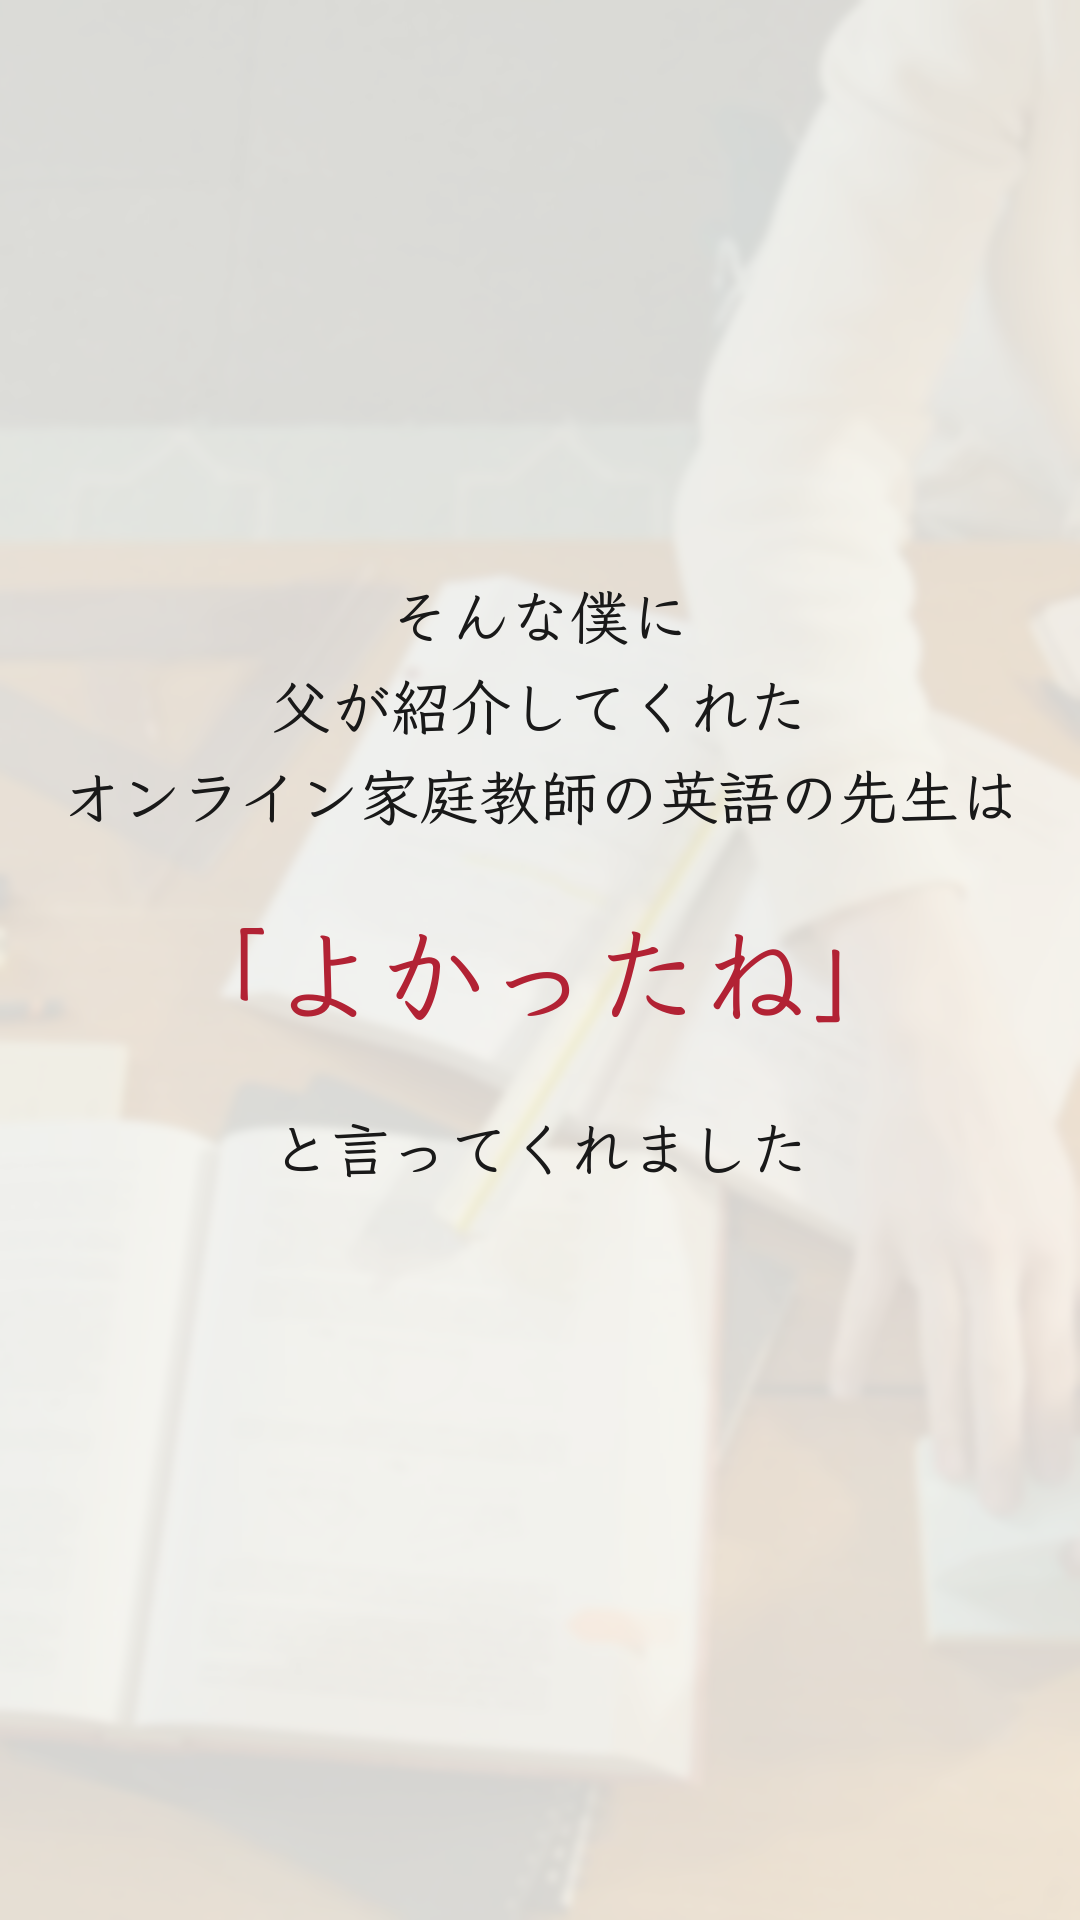 そんな僕に
父が紹介してくれた
オンライン家庭教師の英語の先生は
「よかったね」
と言ってくれました